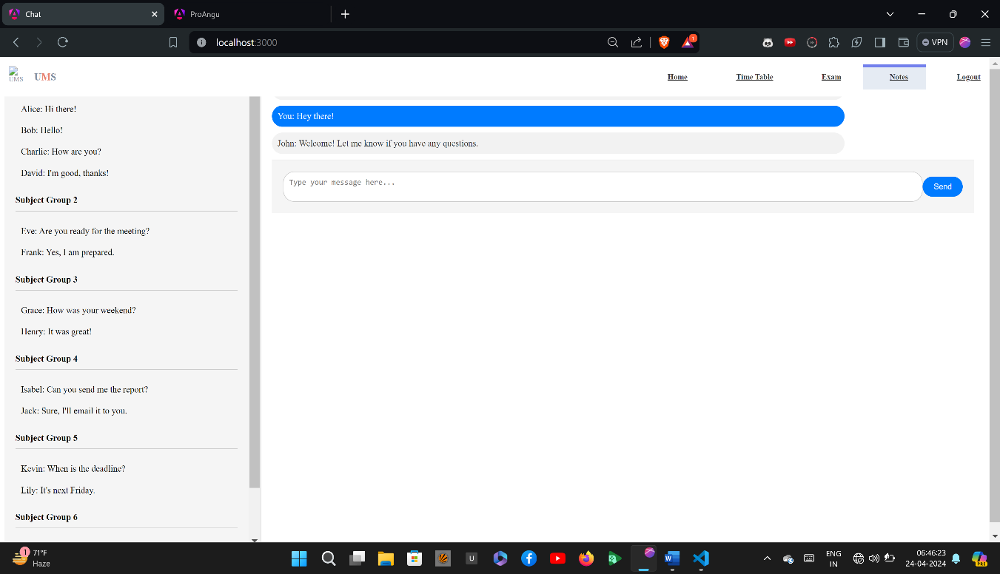 Chat
ProAngu
localhost:3000
1
VPN
UMS
UMS
Home
Time Table
Exam
Notes
Logout
Alice: Hi there!
Bob: Hello!
Charlie: How are you?
David: I'm good, thanks!
Subject Group 2
Eve: Are you ready for the meeting?
Frank: Yes, I am prepared.
Subject Group 3
Grace: How was your weekend?
Henry: It was great!
Subject Group 4
Isabel: Can you send me the report?
Jack: Sure, I'll email it to you.
Subject Group 5
Kevin: When is the deadline?
Lily: It's next Friday.
Subject Group 6
You: Hey there!
John: Welcome! Let me know if you have any questions.
Type your message here...
Send
1
71°F
Haze
U
W
ENG
IN
06:46:23
24-04-2024
PRE